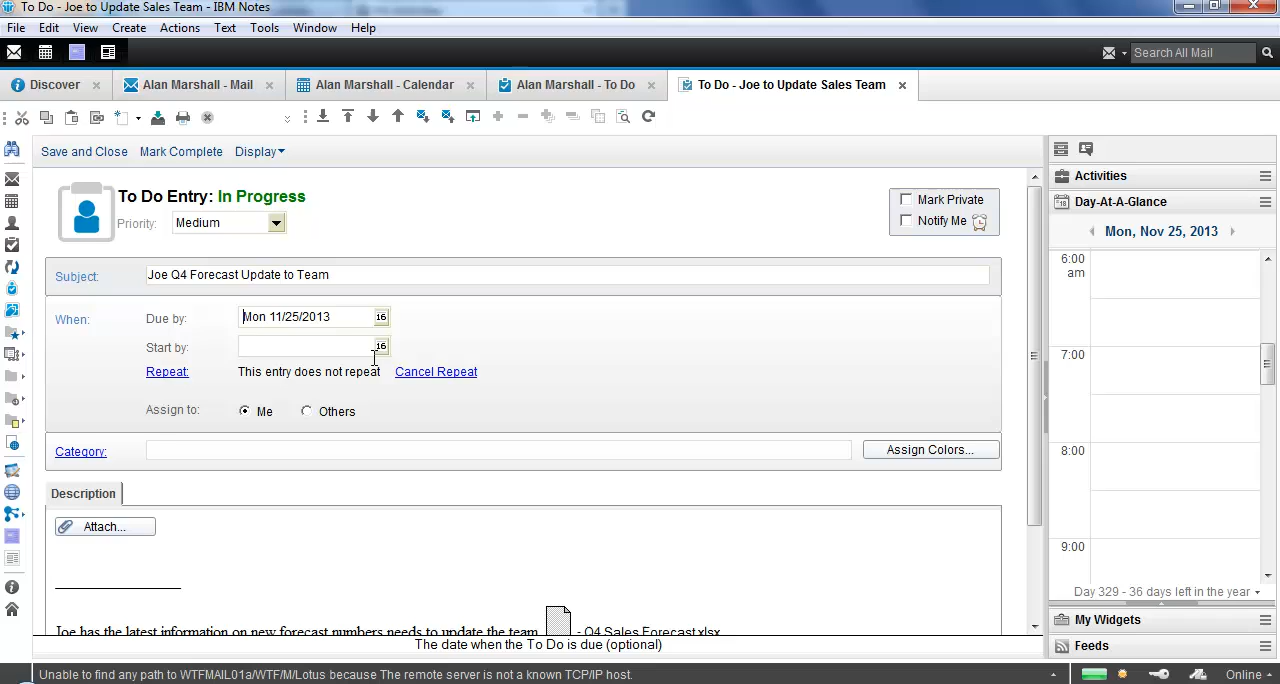 To Do - Joe to Update Sales Team - IBM Notes
File Edit View Create Actions Text Tools Window Help
Search All Mail
Discover Alan Marshall - Mail Alan Marshall - Calendar Alan Marshall - To Do To Do - Joe to Update Sales Team
Save and Close Mark Complete Display
To Do Entry: In Progress
Priority: Medium
Mark Private
Notify Me
Subject: Joe Q4 Forecast Update to Team
When: Due by: Mon 11/25/2013 16
Start by: 16
Repeat: This entry does not repeat Cancel Repeat
Assign to: Me Others
Category: Assign Colors...
Description
Attach...
Joe has the latest information on new forecast numbers needs to update the team - Q4 Sales Forecast.xlsx
The date when the To Do is due (optional)
Activities
Day-At-A-Glance
Mon, Nov 25, 2013
6:00
am
7:00
8:00
9:00
Day 329 - 36 days left in the year
My Widgets
Feeds
Unable to find any path to WTFMAIL01a/WTF/M/Lotus because The remote server is not a known TCP/IP host.
Online